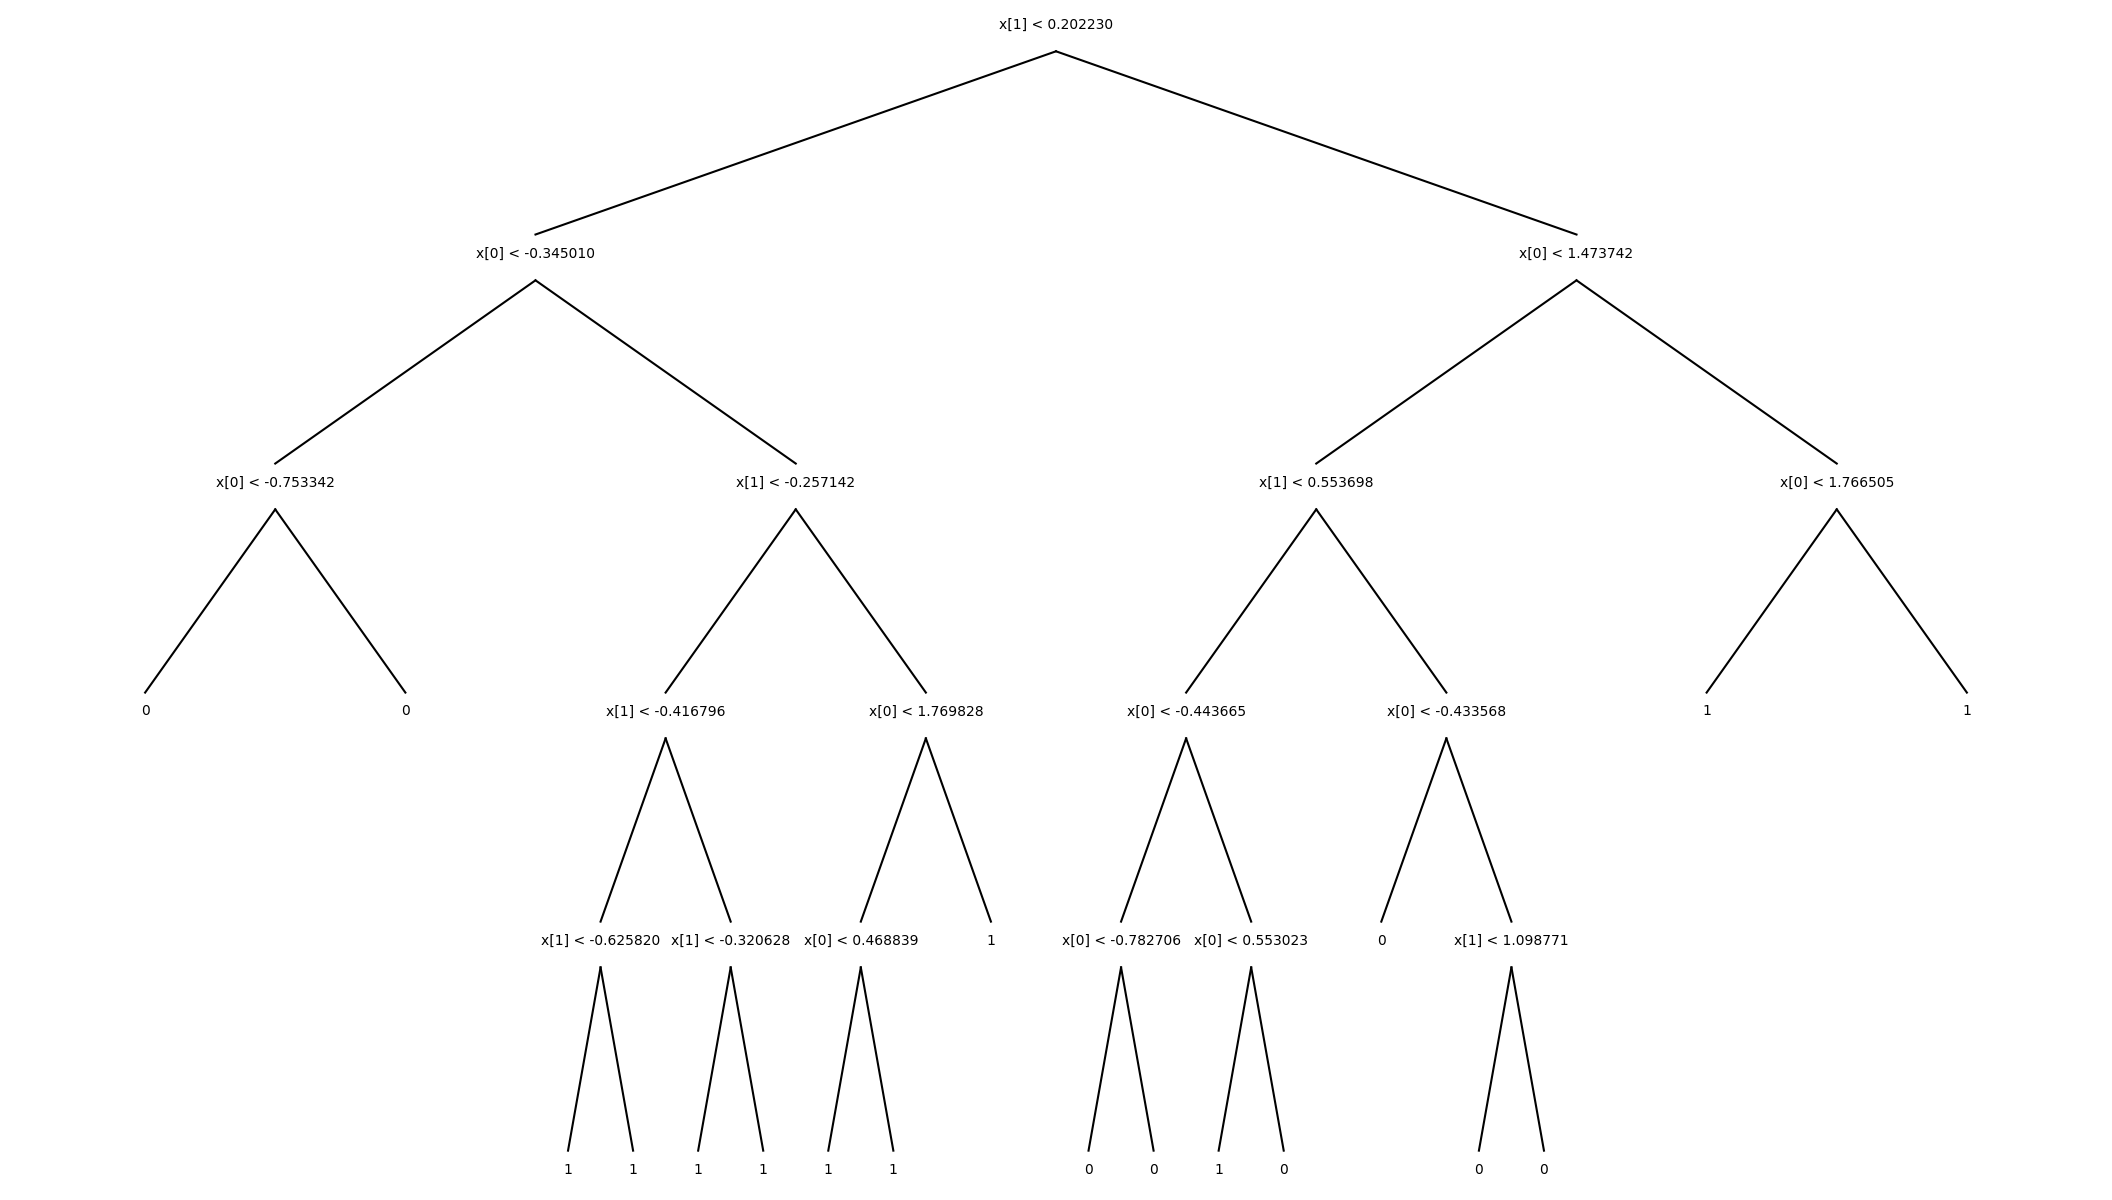 x[1] < 0.202230
x[0] < -0.345010
x[0] < 1.473742
x[0] < -0.753342
x[1] < -0.257142
x[1] < 0.553698
x[0] < 1.766505
0
0
x[1] < -0.416796
x[0] < 1.769828
x[0] < -0.443665
x[0] < -0.433568
1
1
x[1] < -0.625820
x[1] < -0.320628
x[0] < 0.468839
1
x[0] < -0.782706
x[0] < 0.553023
0
x[1] < 1.098771
1
1
1
1
1
1
0
0
1
0
0
0